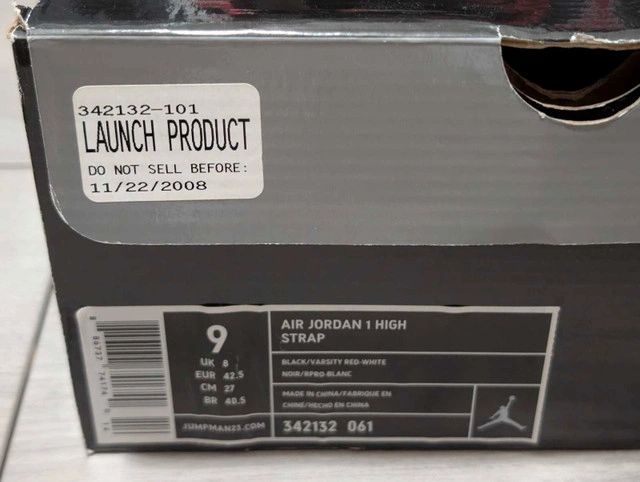 342132-101
LAUNCH PRODUCT
DO NOT SELL BEFORE:
11/22/2008
9
UK 8
EUR 42.5
CM 27
BR 40.5
JUMPMAN23.COM
AIR JORDAN 1 HIGH
STRAP
BLACK/VARSITY RED-WHITE
NOIR/RPRO-BLANC
MADE IN CHINA/FABRIQUE EN
CHINE/HECHO EN CHINA
342132 061